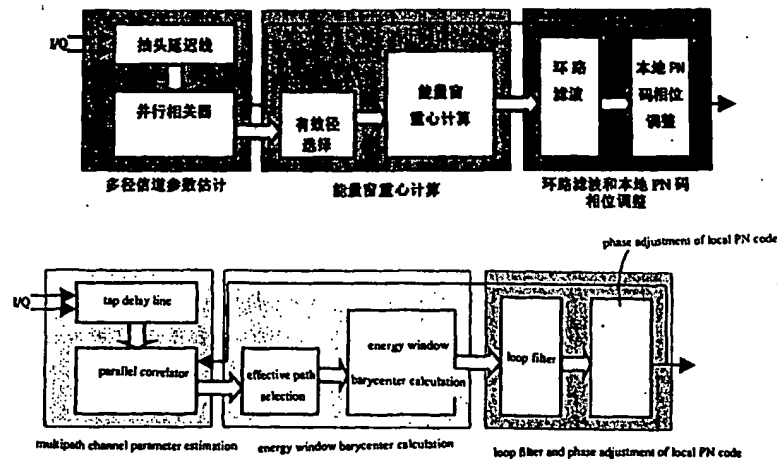 I/Q
抽头延迟线
并行相关器
有效径
选择
能量窗
重心计算
环路
滤波
本地PN
码相位
调整
多径信道参数估计
能量窗重心计算
环路滤波和本地PN码
相位调整
phase adjustment of local PN code
I/Q
tap delay line
parallel correlator
effective path
selection
energy window
barycenter calculation
loop filter
multipath channel parameter estimation
energy window barycenter calculation
loop filter and phase adjustment of local PN code